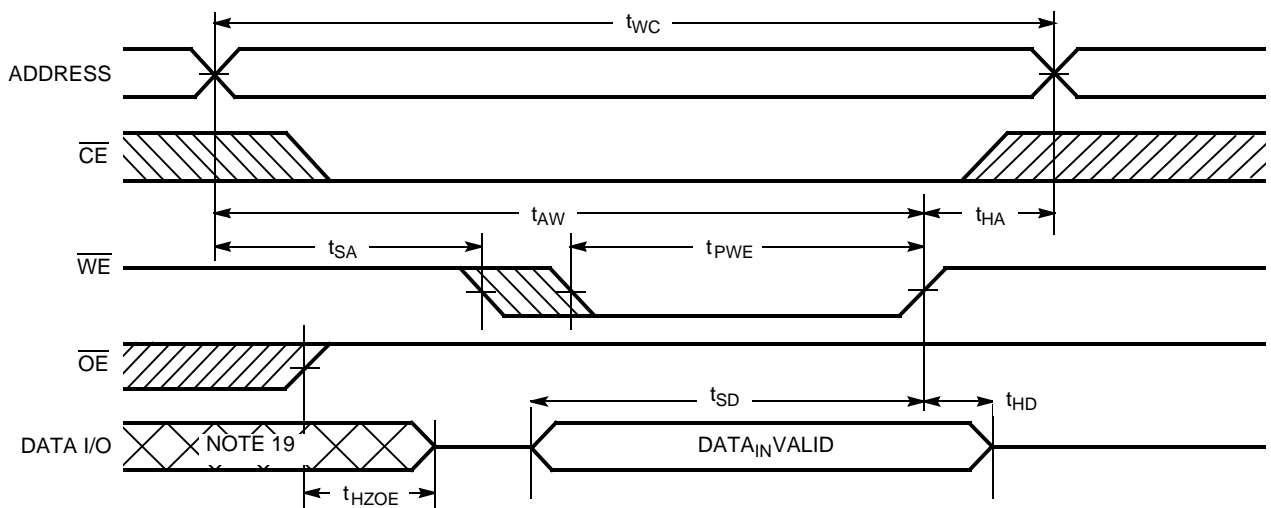 tWC
ADDRESS
CE
tAW
tHA
tSA
tPWE
WE
OE
tSD
tHD
DATA I/O
NOTE 19
DATAINVALID
tHZOE